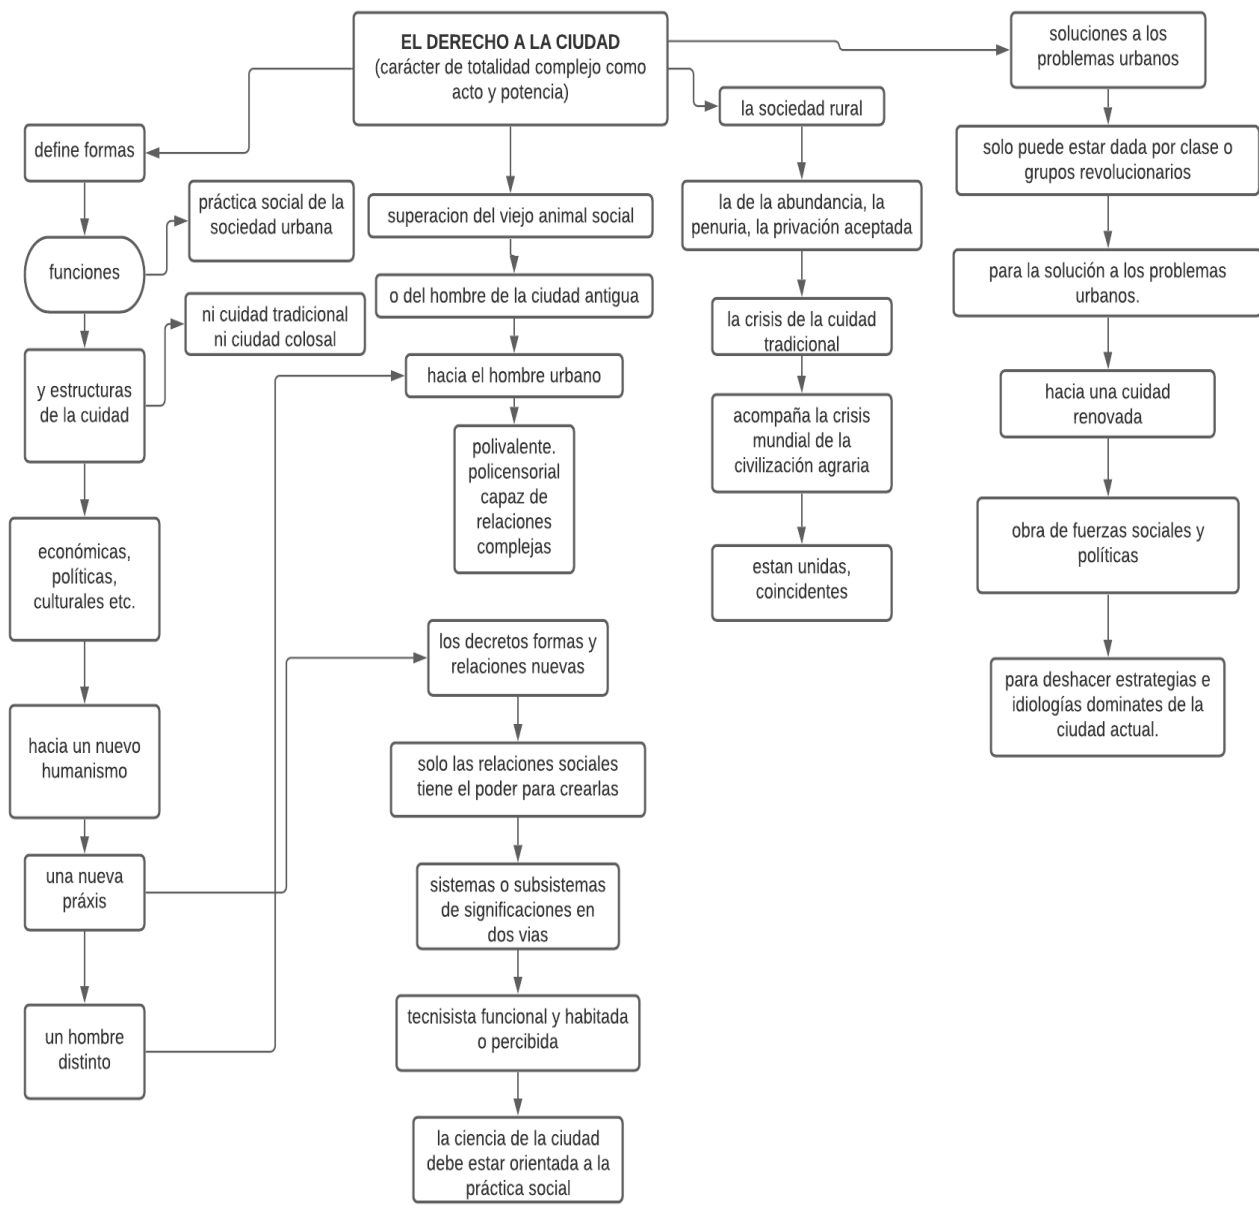 EL DERECHO A LA CIUDAD
(carácter de totalidad complejo como
acto y potencia)
define formas
funciones
práctica social de la
sociedad urbana
y estructuras
de la cuidad
ni cuidad tradicional
ni ciudad colosal
económicas,
políticas,
culturales etc.
hacia un nuevo
humanismo
una nueva
práxis
un hombre
distinto
superacion del viejo animal social
o del hombre de la ciudad antigua
hacia el hombre urbano
polivalente.
policensorial
capaz de
relaciones
complejas
los decretos formas y
relaciones nuevas
solo las relaciones sociales
tiene el poder para crearlas
sistemas o subsistemas
de significaciones en
dos vias
tecnisista funcional y habitada
o percibida
la ciencia de la ciudad
debe estar orientada a la
práctica social
la sociedad rural
la de la abundancia, la
penuria, la privación aceptada
la crisis de la cuidad
tradicional
acompaña la crisis
mundial de la
civilización agraria
estan unidas,
coincidentes
soluciones a los
problemas urbanos
solo puede estar dada por clase o
grupos revolucionarios
para la solución a los problemas
urbanos.
hacia una cuidad
renovada
obra de fuerzas sociales y
políticas
para deshacer estrategias e
idiologías dominates de la
ciudad actual.